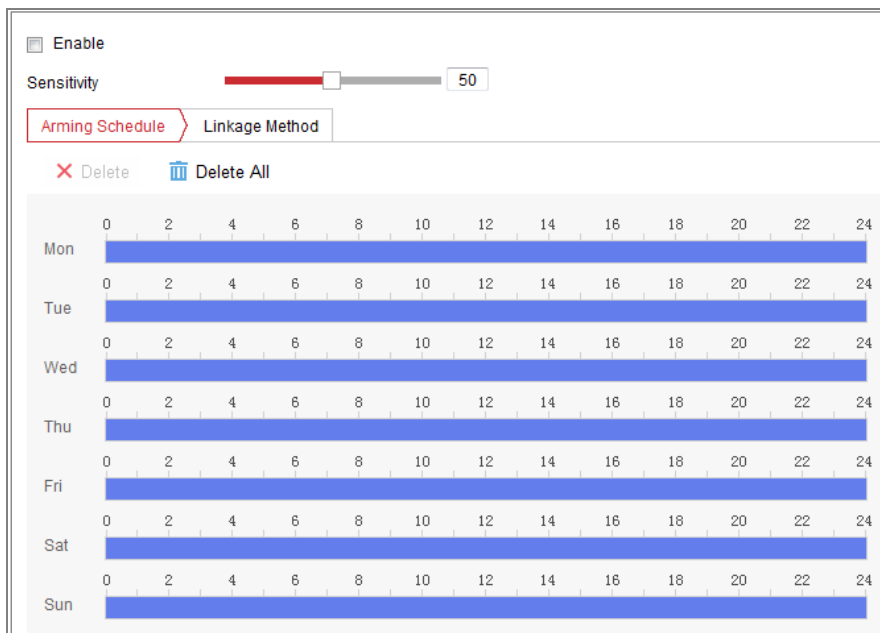 Enable
Sensitivity 50
Arming Schedule Linkage Method
Delete Delete All
0 2 4 6 8 10 12 14 16 18 20 22 24
Mon
0 2 4 6 8 10 12 14 16 18 20 22 24
Tue
0 2 4 6 8 10 12 14 16 18 20 22 24
Wed
0 2 4 6 8 10 12 14 16 18 20 22 24
Thu
0 2 4 6 8 10 12 14 16 18 20 22 24
Fri
0 2 4 6 8 10 12 14 16 18 20 22 24
Sat
0 2 4 6 8 10 12 14 16 18 20 22 24
Sun